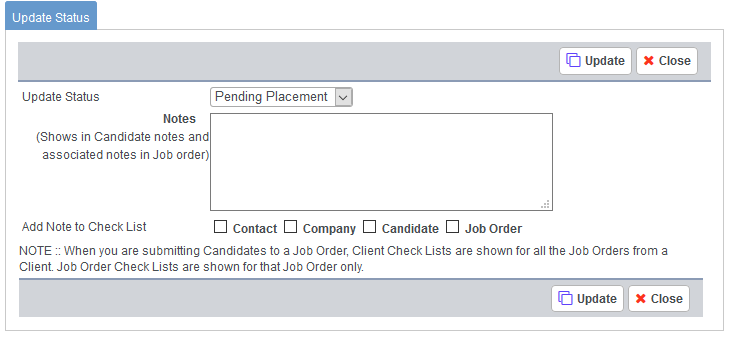 Update Status
Update Close
Update Status Pending Placement
Notes
(Shows in Candidate notes and
associated notes in Job order)
Add Note to Check List Contact Company Candidate Job Order
NOTE :: When you are submitting Candidates to a Job Order, Client Check Lists are shown for all the Job Orders from a
Client. Job Order Check Lists are shown for that Job Order only.
Update Close